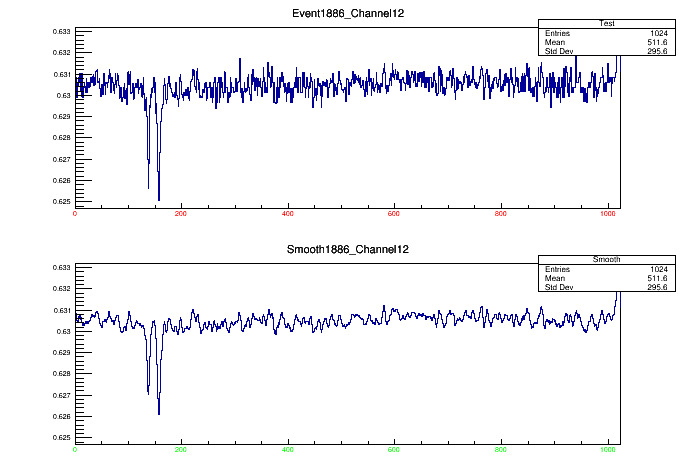 Event1886_Channel12
Test
Entries 1024
Mean 511.6
Std Dev 295.6
0.633
0.632
0.631
0.63
0.629
0.628
0.627
0.626
0.625
0 200 400 600 800 1000
Smooth1886_Channel12
Smooth
Entries 1024
Mean 511.6
Std Dev 295.6
0.633
0.632
0.631
0.63
0.629
0.628
0.627
0.626
0.625
0 200 400 600 800 1000